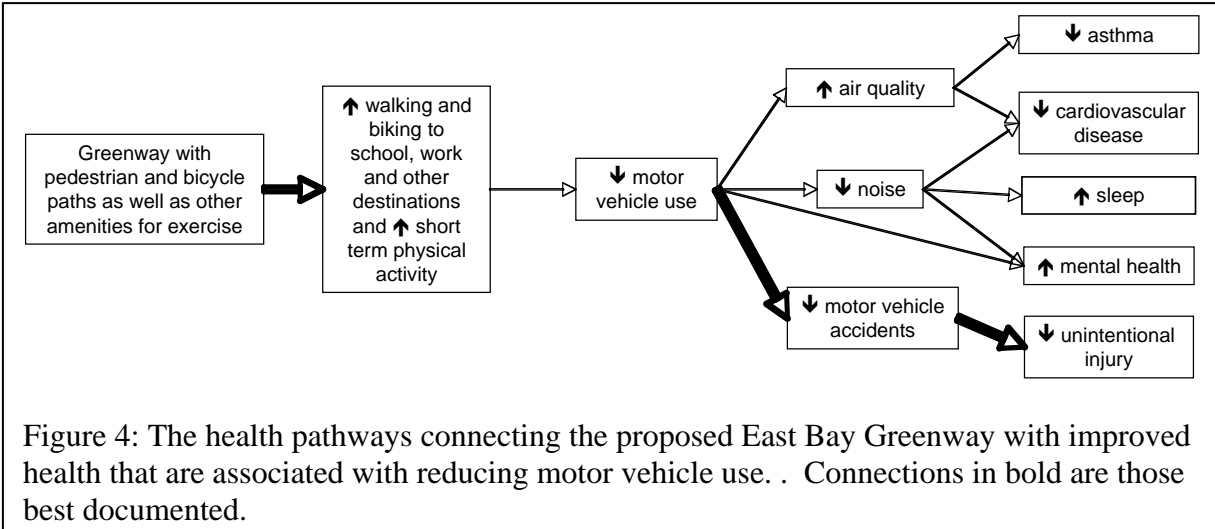 Greenway with
pedestrian and bicycle
paths as well as other
amenities for exercise
↑ walking and
biking to
school, work
and other
destinations
and ↑ short
term physical
activity
↓ motor
vehicle use
↑ air quality
↓ noise
↓ motor vehicle
accidents
↓ asthma
↓ cardiovascular
disease
↑ sleep
↑ mental health
↓ unintentional
injury
Figure 4: The health pathways connecting the proposed East Bay Greenway with improved
health that are associated with reducing motor vehicle use. . Connections in bold are those
best documented.